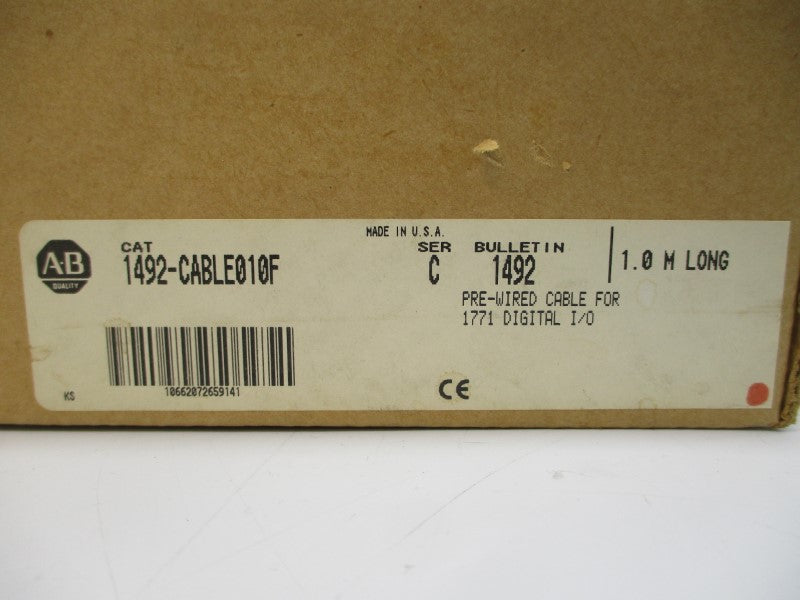 MADE IN U.S.A.
A-B
QUALITY
CAT
1492-CABLE010F
SER
C
BULLETIN
1492
1.0 M LONG
PRE-WIRED CABLE FOR
1771 DIGITAL I/O
10662072659141
KS
CE